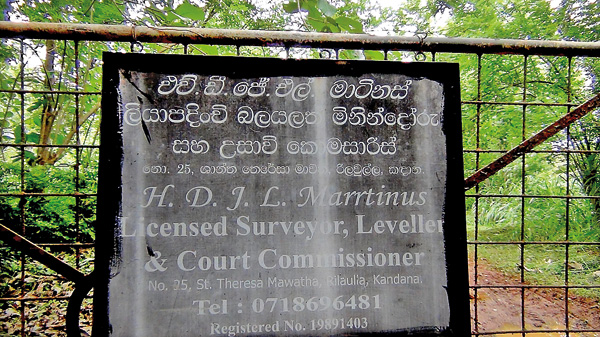 එච්. ඩී. ජේ. එල්. මාටිනස්
ලියාපදිංචි බලයලත් මිනින්දෝරු
සහ උසාවි කොමසාරිස්
නො. 25, ශාන්ත තෙරේසා මාවත, රිලවුල්ල, කඳාන.
H. D. J. L. Marrtinus
Licensed Surveyor, Leveller
& Court Commissioner
No. 25, St. Theresa Mawatha, Rilaulla, Kandana.
Tel : 0718696481
Registered No. 19891403